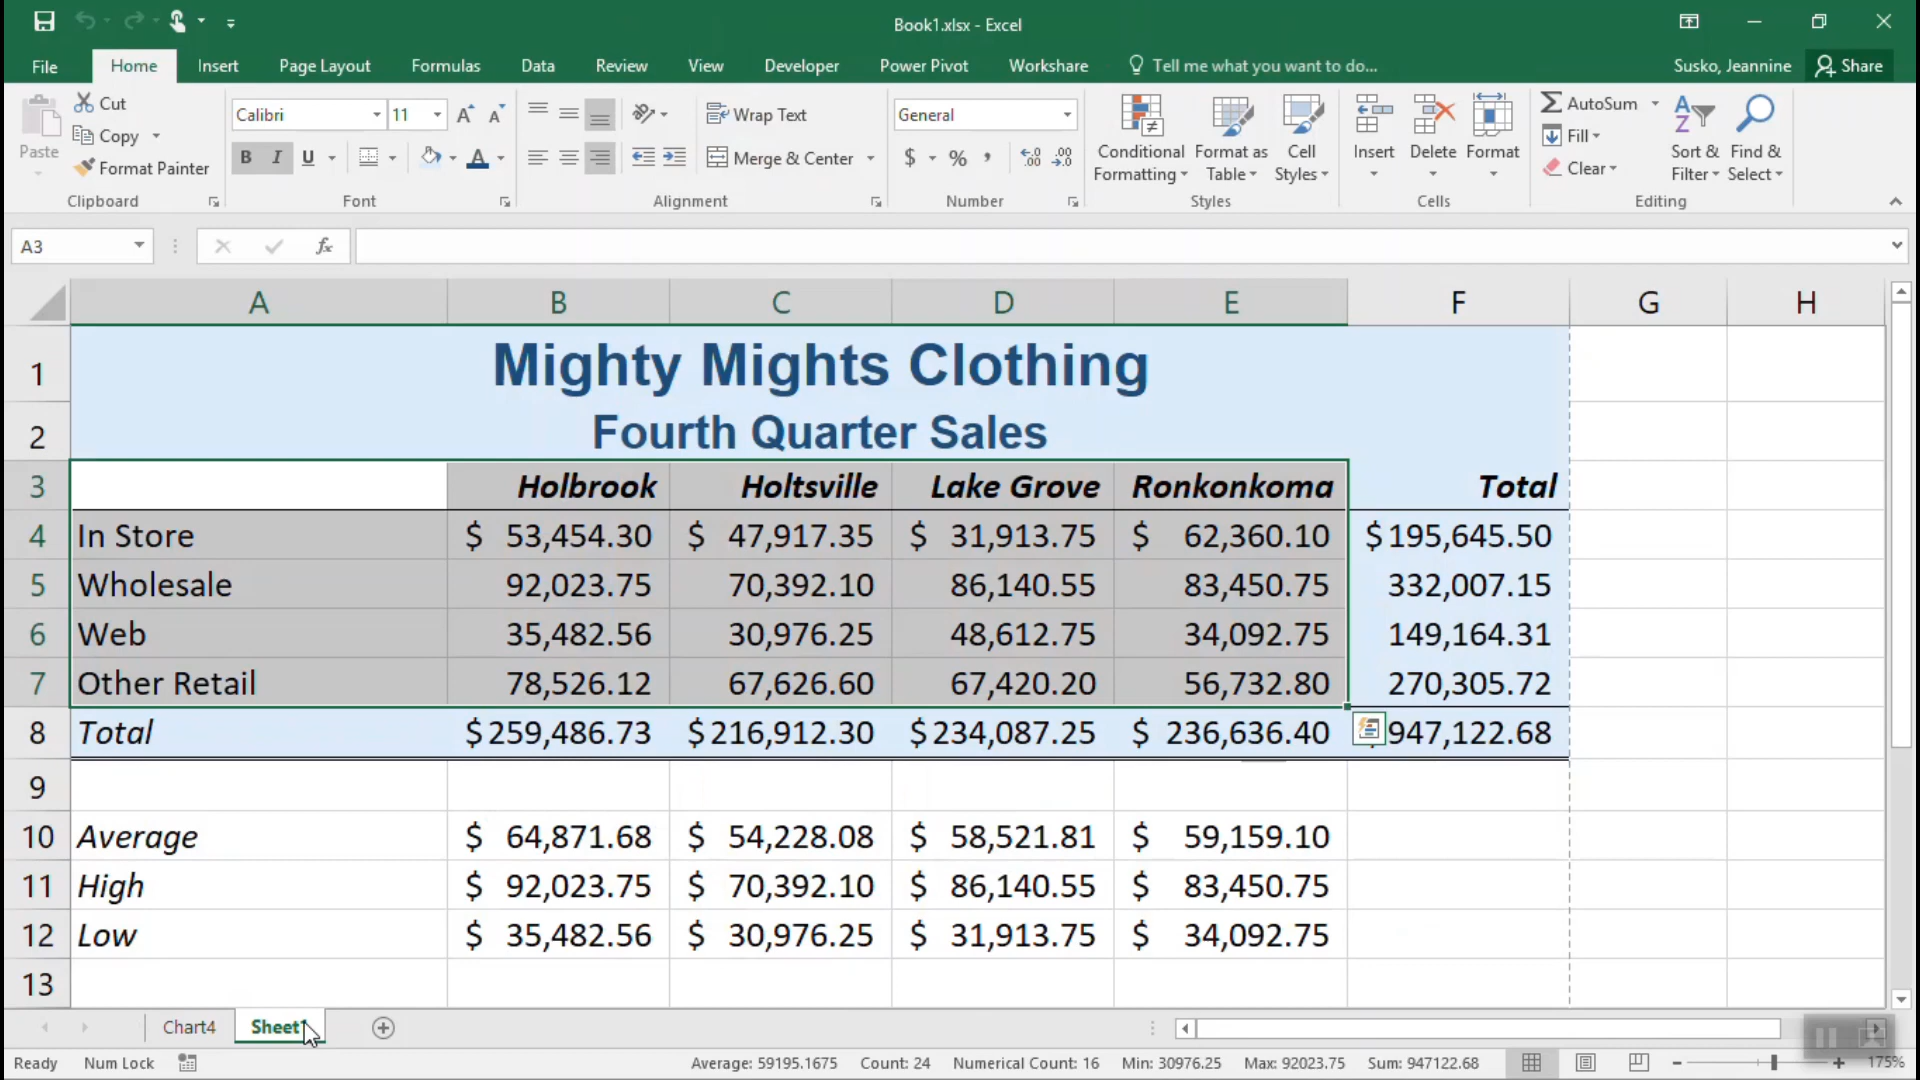 Book1.xlsx - Excel
File Home Insert Page Layout Formulas Data Review View Developer Power Pivot Workshare Tell me what you want to do... Susko, Jeannine Share
Paste
Cut
Copy
Format Painter
Clipboard
Calibri 11
B I U
Font
Wrap Text
Merge & Center
Alignment
General
$ % ,
Number
Conditional Formatting
Format as Table
Cell Styles
Styles
Insert
Delete
Format
Cells
AutoSum
Fill
Clear
Sort & Filter
Find & Select
Editing
A3 fx
A B C D E F G H
1 Mighty Mights Clothing
2 Fourth Quarter Sales
3 Holbrook Holtsville Lake Grove Ronkonkoma Total
4 In Store $ 53,454.30 $ 47,917.35 $ 31,913.75 $ 62,360.10 $195,645.50
5 Wholesale 92,023.75 70,392.10 86,140.55 83,450.75 332,007.15
6 Web 35,482.56 30,976.25 48,612.75 34,092.75 149,164.31
7 Other Retail 78,526.12 67,626.60 67,420.20 56,732.80 270,305.72
8 Total $259,486.73 $216,912.30 $234,087.25 $ 236,636.40 947,122.68
9
10 Average $ 64,871.68 $ 54,228.08 $ 58,521.81 $ 59,159.10
11 High $ 92,023.75 $ 70,392.10 $ 86,140.55 $ 83,450.75
12 Low $ 35,482.56 $ 30,976.25 $ 31,913.75 $ 34,092.75
13
Chart4 Sheet
Ready Num Lock Average: 59195.1675 Count: 24 Numerical Count: 16 Min: 30976.25 Max: 92023.75 Sum: 947122.68 175%